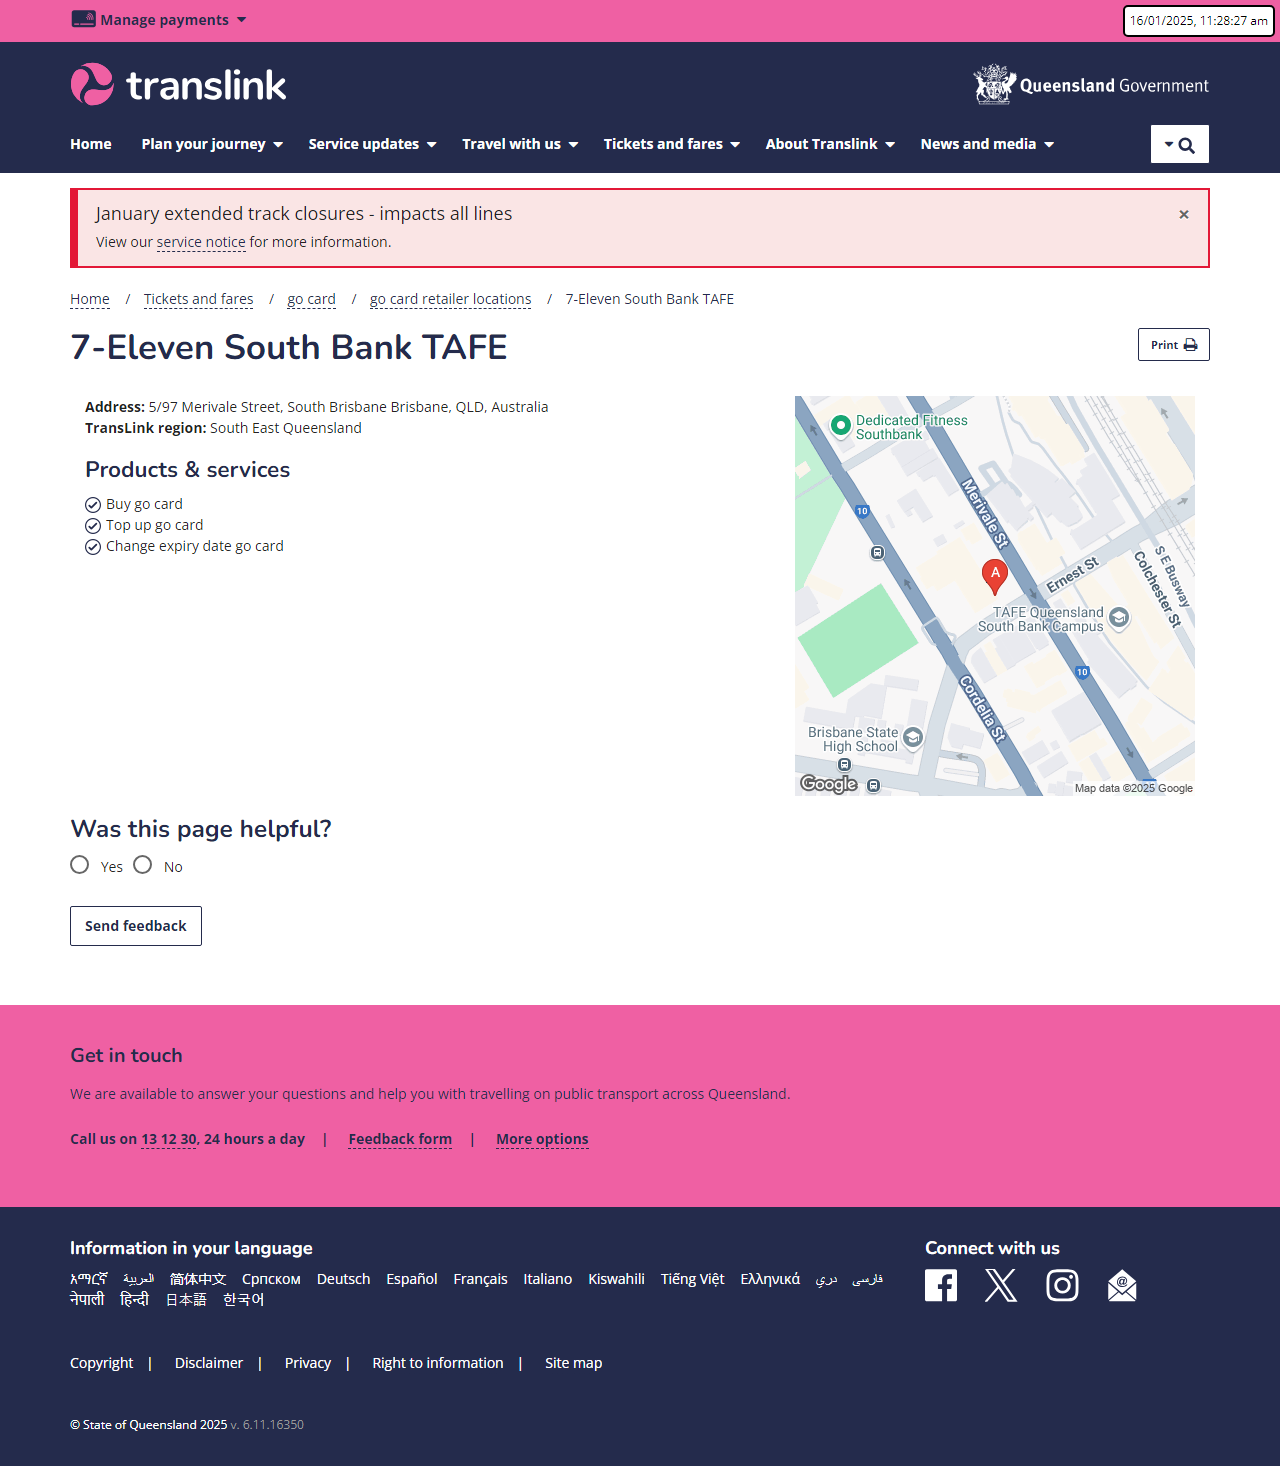 Manage payments
16/01/2025, 11:28:27 am
translink
Queensland Government
Home Plan your journey Service updates Travel with us Tickets and fares About Translink News and media
January extended track closures - impacts all lines
×
View our service notice for more information.
Home / Tickets and fares / go card / go card retailer locations / 7-Eleven South Bank TAFE
7-Eleven South Bank TAFE
Print
Address: 5/97 Merivale Street, South Brisbane Brisbane, QLD, Australia
TransLink region: South East Queensland
Products & services
Buy go card
Top up go card
Change expiry date go card
Dedicated Fitness
Southbank
Merivale St
10
A
Ernest St
S E Busway
Colchester St
TAFE Queensland
South Bank Campus
10
Cordelia St
Brisbane State
High School
Google
Map data ©2025 Google
Was this page helpful?
Yes No
Send feedback
Get in touch
We are available to answer your questions and help you with travelling on public transport across Queensland.
Call us on 13 12 30, 24 hours a day | Feedback form | More options
Information in your language
አማርኛ العربية 简体中文 Српском Deutsch Español Français Italiano Kiswahili Tiếng Việt Ελληνικά دري فارسی
नेपाली हिन्दी 日本語 한국어
Connect with us
Copyright | Disclaimer | Privacy | Right to information | Site map
© State of Queensland 2025 v. 6.11.16350